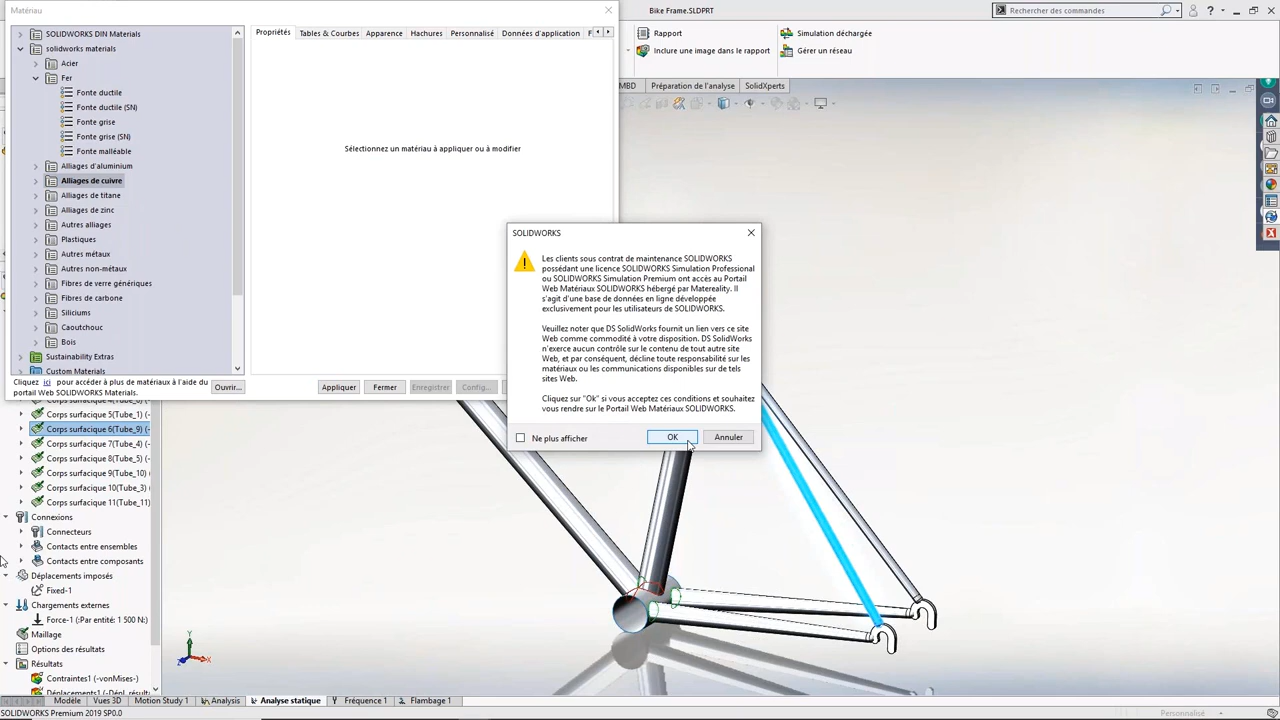 Matériau
Bike Frame.SLDPRT
Rechercher des commandes
SOLIDWORKS DIN Materials
solidworks materials
Acier
Fer
Fonte ductile
Fonte ductile (SN)
Fonte grise
Fonte grise (SN)
Fonte malléable
Alliages d'aluminium
Alliages de cuivre
Alliages de titane
Alliages de zinc
Autres alliages
Plastiques
Autres métaux
Autres non-métaux
Fibres de verre génériques
Fibres de carbone
Siliciums
Caoutchouc
Bois
Sustainability Extras
Custom Materials
Cliquez ici pour accéder à plus de matériaux à l'aide du
portail Web SOLIDWORKS Materials.
Ouvrir...
Propriétés
Tables & Courbes
Apparence
Hachures
Personnalisé
Données d'application
Sélectionnez un matériau à appliquer ou à modifier
Appliquer
Fermer
Enregistrer
Config...
Rapport
Inclure une image dans le rapport
Simulation déchargée
Gérer un réseau
MBD
Préparation de l'analyse
SolidXperts
SOLIDWORKS
Les clients sous contrat de maintenance SOLIDWORKS
possédant une licence SOLIDWORKS Simulation Professional
ou SOLIDWORKS Simulation Premium ont accès au Portail
Web Matériaux SOLIDWORKS hébergé par Matereality. Il
s'agit d'une base de données en ligne développée
exclusivement pour les utilisateurs de SOLIDWORKS.
Veuillez noter que DS SolidWorks fournit un lien vers ce site
Web comme commodité à votre disposition. DS SolidWorks
n'exerce aucun contrôle sur le contenu de tout autre site
Web, et par conséquent, décline toute responsabilité sur les
matériaux ou les communications disponibles sur de tels
sites Web.
Cliquez sur "Ok" si vous acceptez ces conditions et souhaitez
vous rendre sur le Portail Web Matériaux SOLIDWORKS.
Ne plus afficher
OK
Annuler
Corps surfacique 5(Tube_1) (-
Corps surfacique 6(Tube_9) (-
Corps surfacique 7(Tube_4) (-
Corps surfacique 8(Tube_5) (-
Corps surfacique 9(Tube_10) (-
Corps surfacique 10(Tube_3) (-
Corps surfacique 11(Tube_11)
Connexions
Connecteurs
Contacts entre ensembles
Contacts entre composants
Déplacements imposés
Fixed-1
Chargements externes
Force-1 (:Par entité: 1 500 N:)
Maillage
Options des résultats
Résultats
Contraintes1 (-vonMises-)
Déplacements1 (-Dépl. résult
Y
X
Z
Modèle
Vues 3D
Motion Study 1
Analysis
Analyse statique
Fréquence 1
Flambage 1
SOLIDWORKS Premium 2019 SP0.0
Personnalisé